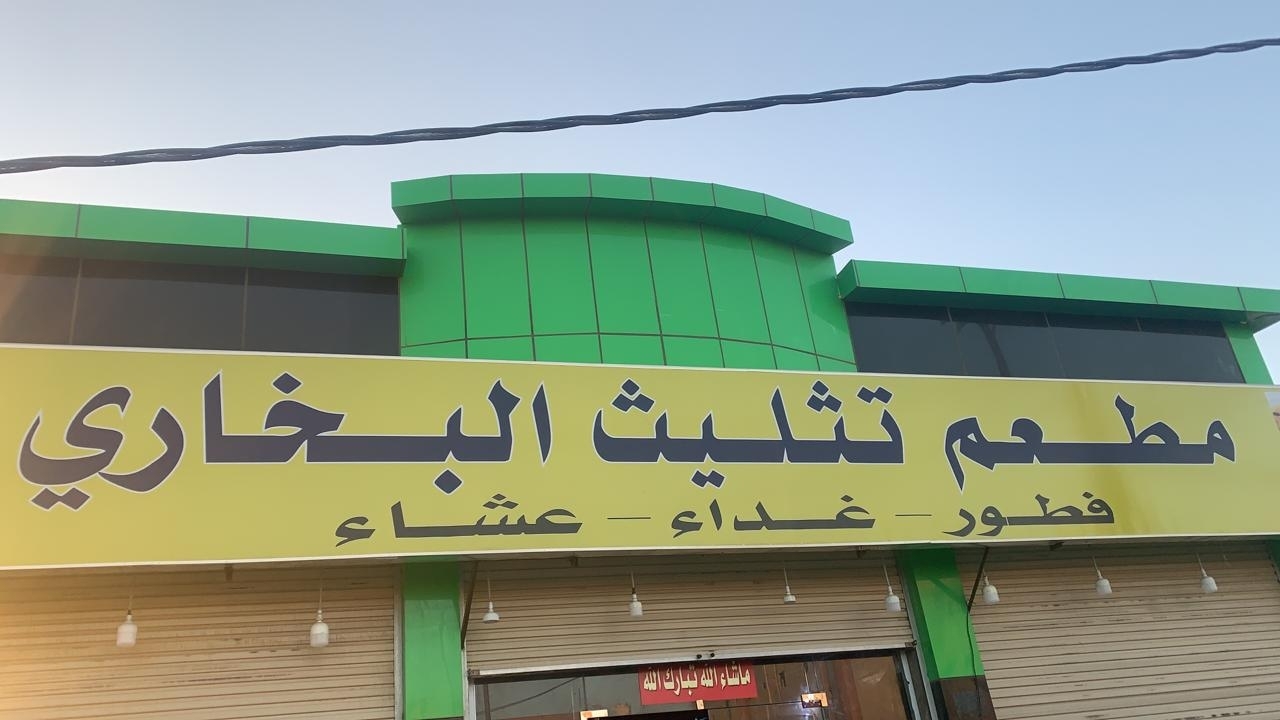 مطعم تثليث البخاري
فطور - غداء - عشاء
ماشاء الله تبارك الله